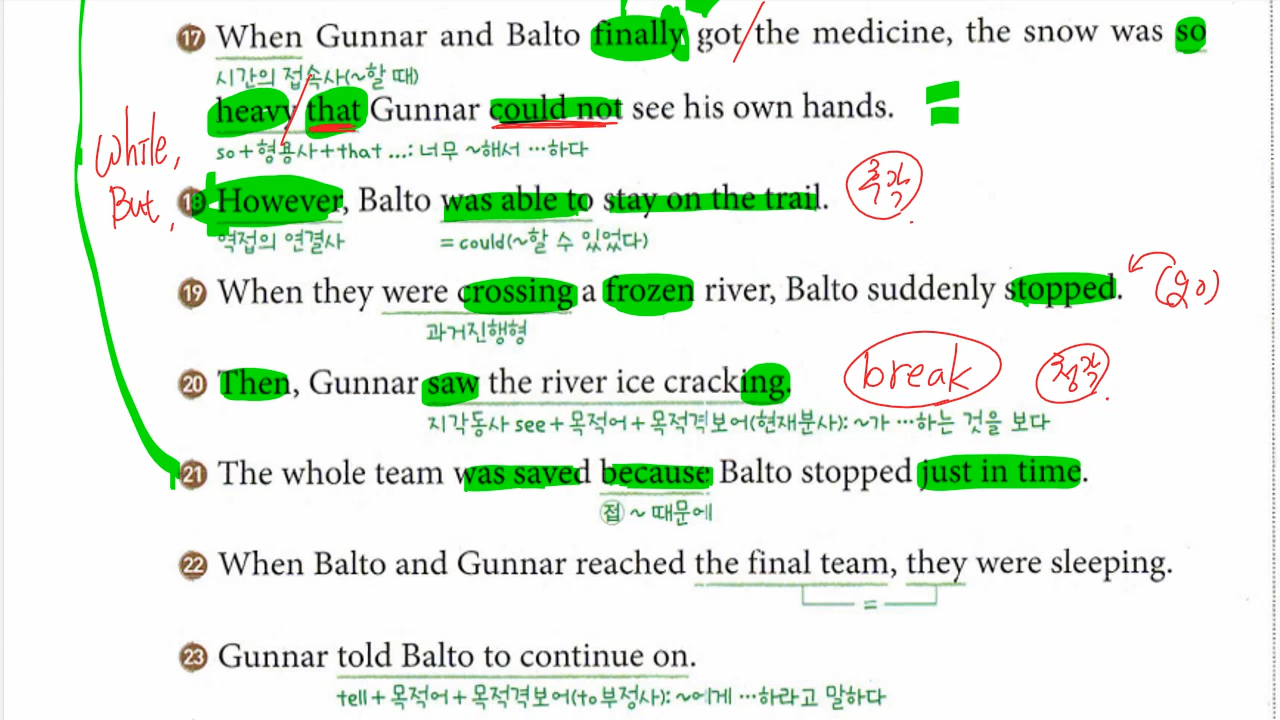 17 When Gunnar and Balto finally got / the medicine, the snow was so
시간의 접속사(~할 때)
heavy / that Gunnar could not see his own hands.
so+형용사+that ...: 너무 ~해서 …하다
While,
But,
18 However, Balto was able to stay on the trail.
역접의 연결사 = could(~할 수 있었다)
19 When they were crossing a frozen river, Balto suddenly stopped. (go)
과거진행형
20 Then, Gunnar saw the river ice cracking. break 청각.
지각동사 see+목적어+목적격보어(현재분사): ~가 …하는 것을 보다
21 The whole team was saved because Balto stopped just in time.
접 ~ 때문에
22 When Balto and Gunnar reached the final team, they were sleeping.
=
23 Gunnar told Balto to continue on.
tell+목적어+목적격보어(to부정사): ~에게 …하라고 말하다